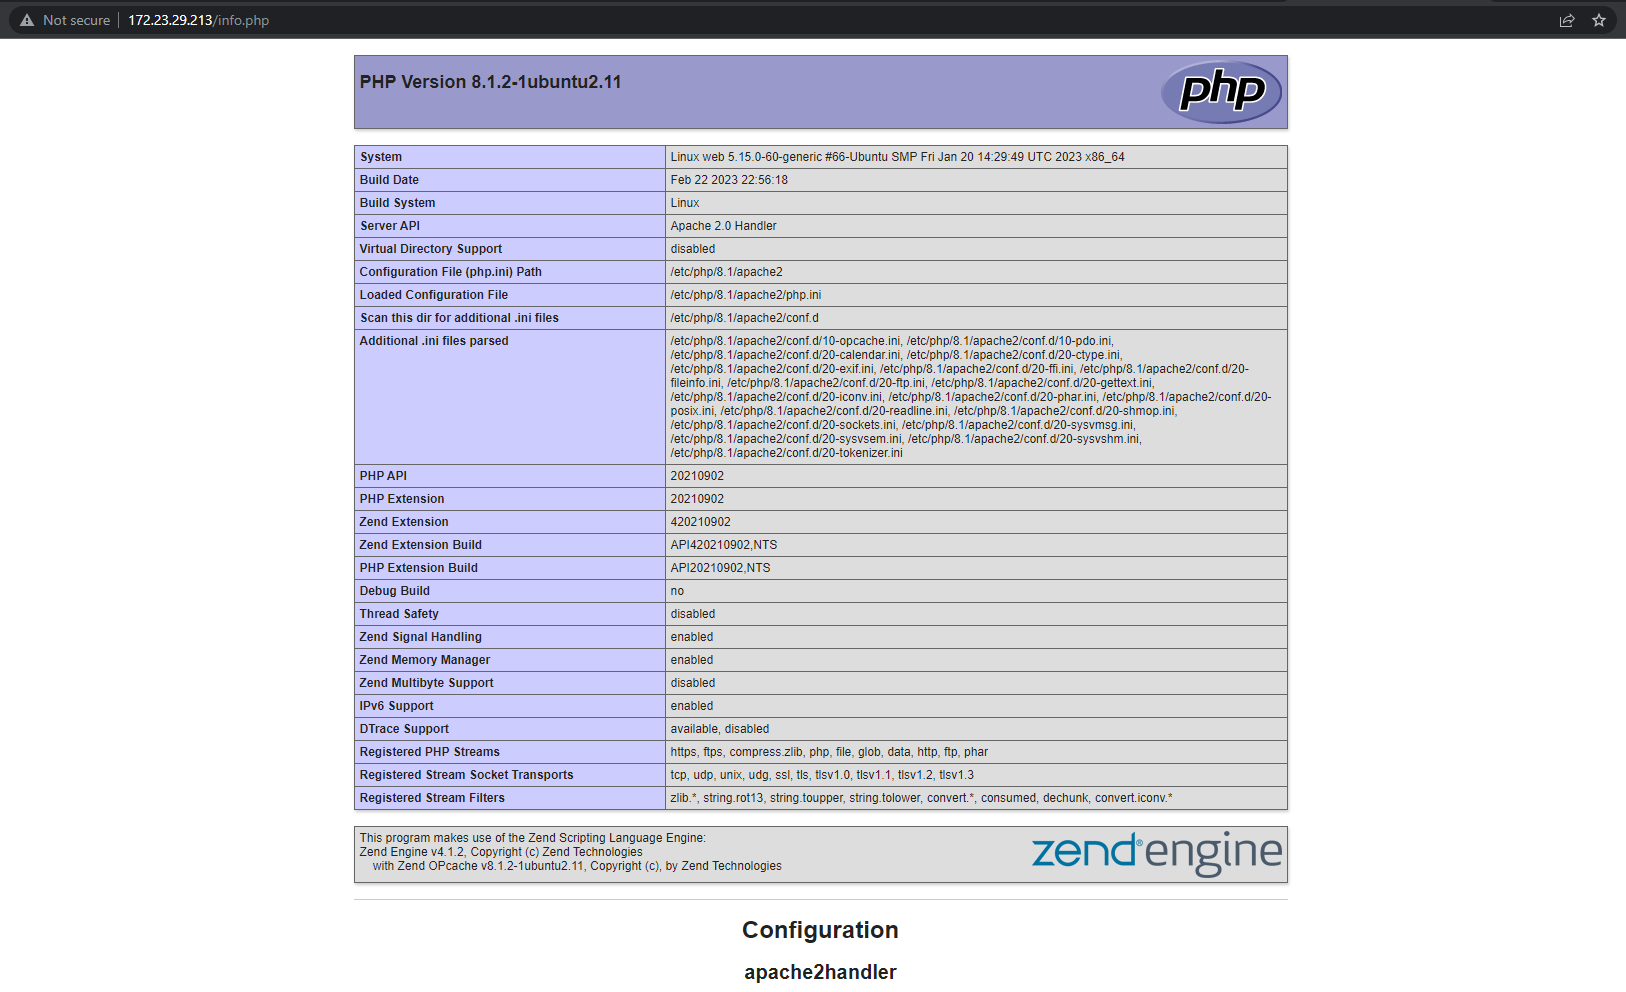 Not secure | 172.23.29.213/info.php
PHP Version 8.1.2-1ubuntu2.11
php
System Linux web 5.15.0-60-generic #66-Ubuntu SMP Fri Jan 20 14:29:49 UTC 2023 x86_64
Build Date Feb 22 2023 22:56:18
Build System Linux
Server API Apache 2.0 Handler
Virtual Directory Support disabled
Configuration File (php.ini) Path /etc/php/8.1/apache2
Loaded Configuration File /etc/php/8.1/apache2/php.ini
Scan this dir for additional .ini files /etc/php/8.1/apache2/conf.d
Additional .ini files parsed /etc/php/8.1/apache2/conf.d/10-opcache.ini, /etc/php/8.1/apache2/conf.d/10-pdo.ini,
/etc/php/8.1/apache2/conf.d/20-calendar.ini, /etc/php/8.1/apache2/conf.d/20-ctype.ini,
/etc/php/8.1/apache2/conf.d/20-exif.ini, /etc/php/8.1/apache2/conf.d/20-ffi.ini, /etc/php/8.1/apache2/conf.d/20-
fileinfo.ini, /etc/php/8.1/apache2/conf.d/20-ftp.ini, /etc/php/8.1/apache2/conf.d/20-gettext.ini,
/etc/php/8.1/apache2/conf.d/20-iconv.ini, /etc/php/8.1/apache2/conf.d/20-phar.ini, /etc/php/8.1/apache2/conf.d/20-
posix.ini, /etc/php/8.1/apache2/conf.d/20-readline.ini, /etc/php/8.1/apache2/conf.d/20-shmop.ini,
/etc/php/8.1/apache2/conf.d/20-sockets.ini, /etc/php/8.1/apache2/conf.d/20-sysvmsg.ini,
/etc/php/8.1/apache2/conf.d/20-sysvsem.ini, /etc/php/8.1/apache2/conf.d/20-sysvshm.ini,
/etc/php/8.1/apache2/conf.d/20-tokenizer.ini
PHP API 20210902
PHP Extension 20210902
Zend Extension 420210902
Zend Extension Build API420210902,NTS
PHP Extension Build API20210902,NTS
Debug Build no
Thread Safety disabled
Zend Signal Handling enabled
Zend Memory Manager enabled
Zend Multibyte Support disabled
IPv6 Support enabled
DTrace Support available, disabled
Registered PHP Streams https, ftps, compress.zlib, php, file, glob, data, http, ftp, phar
Registered Stream Socket Transports tcp, udp, unix, udg, ssl, tls, tlsv1.0, tlsv1.1, tlsv1.2, tlsv1.3
Registered Stream Filters zlib.*, string.rot13, string.toupper, string.tolower, convert.*, consumed, dechunk, convert.iconv.*
This program makes use of the Zend Scripting Language Engine:
Zend Engine v4.1.2, Copyright (c) Zend Technologies
with Zend OPcache v8.1.2-1ubuntu2.11, Copyright (c), by Zend Technologies
zend® engine
Configuration
apache2handler